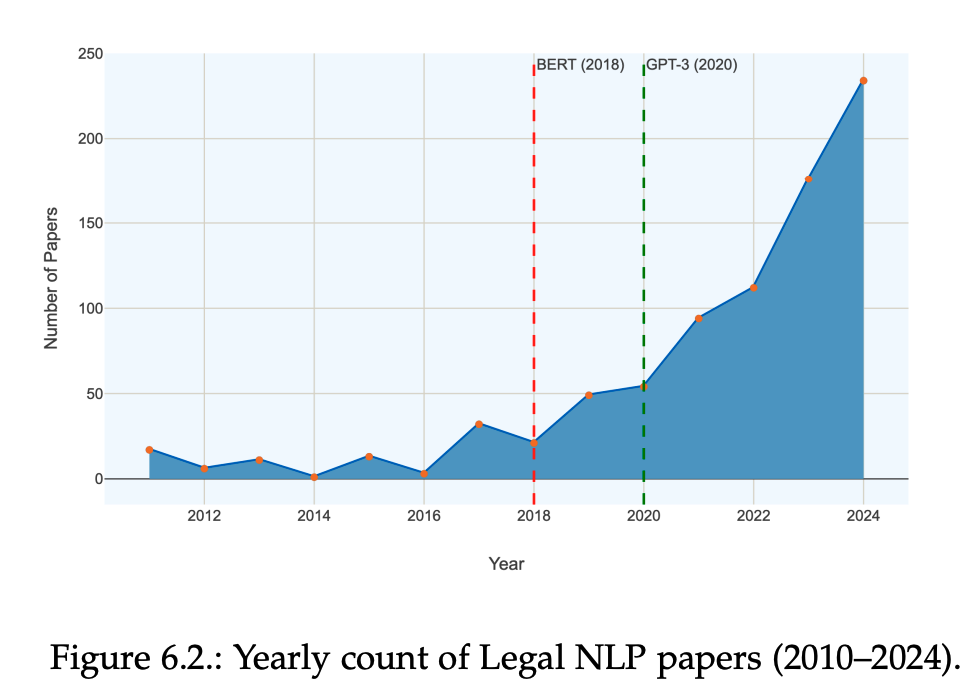 250
BERT (2018)
GPT-3 (2020)
200
150
100
50
0
Number of Papers
2012
2014
2016
2018
2020
2022
2024
Year
Figure 6.2.: Yearly count of Legal NLP papers (2010–2024).